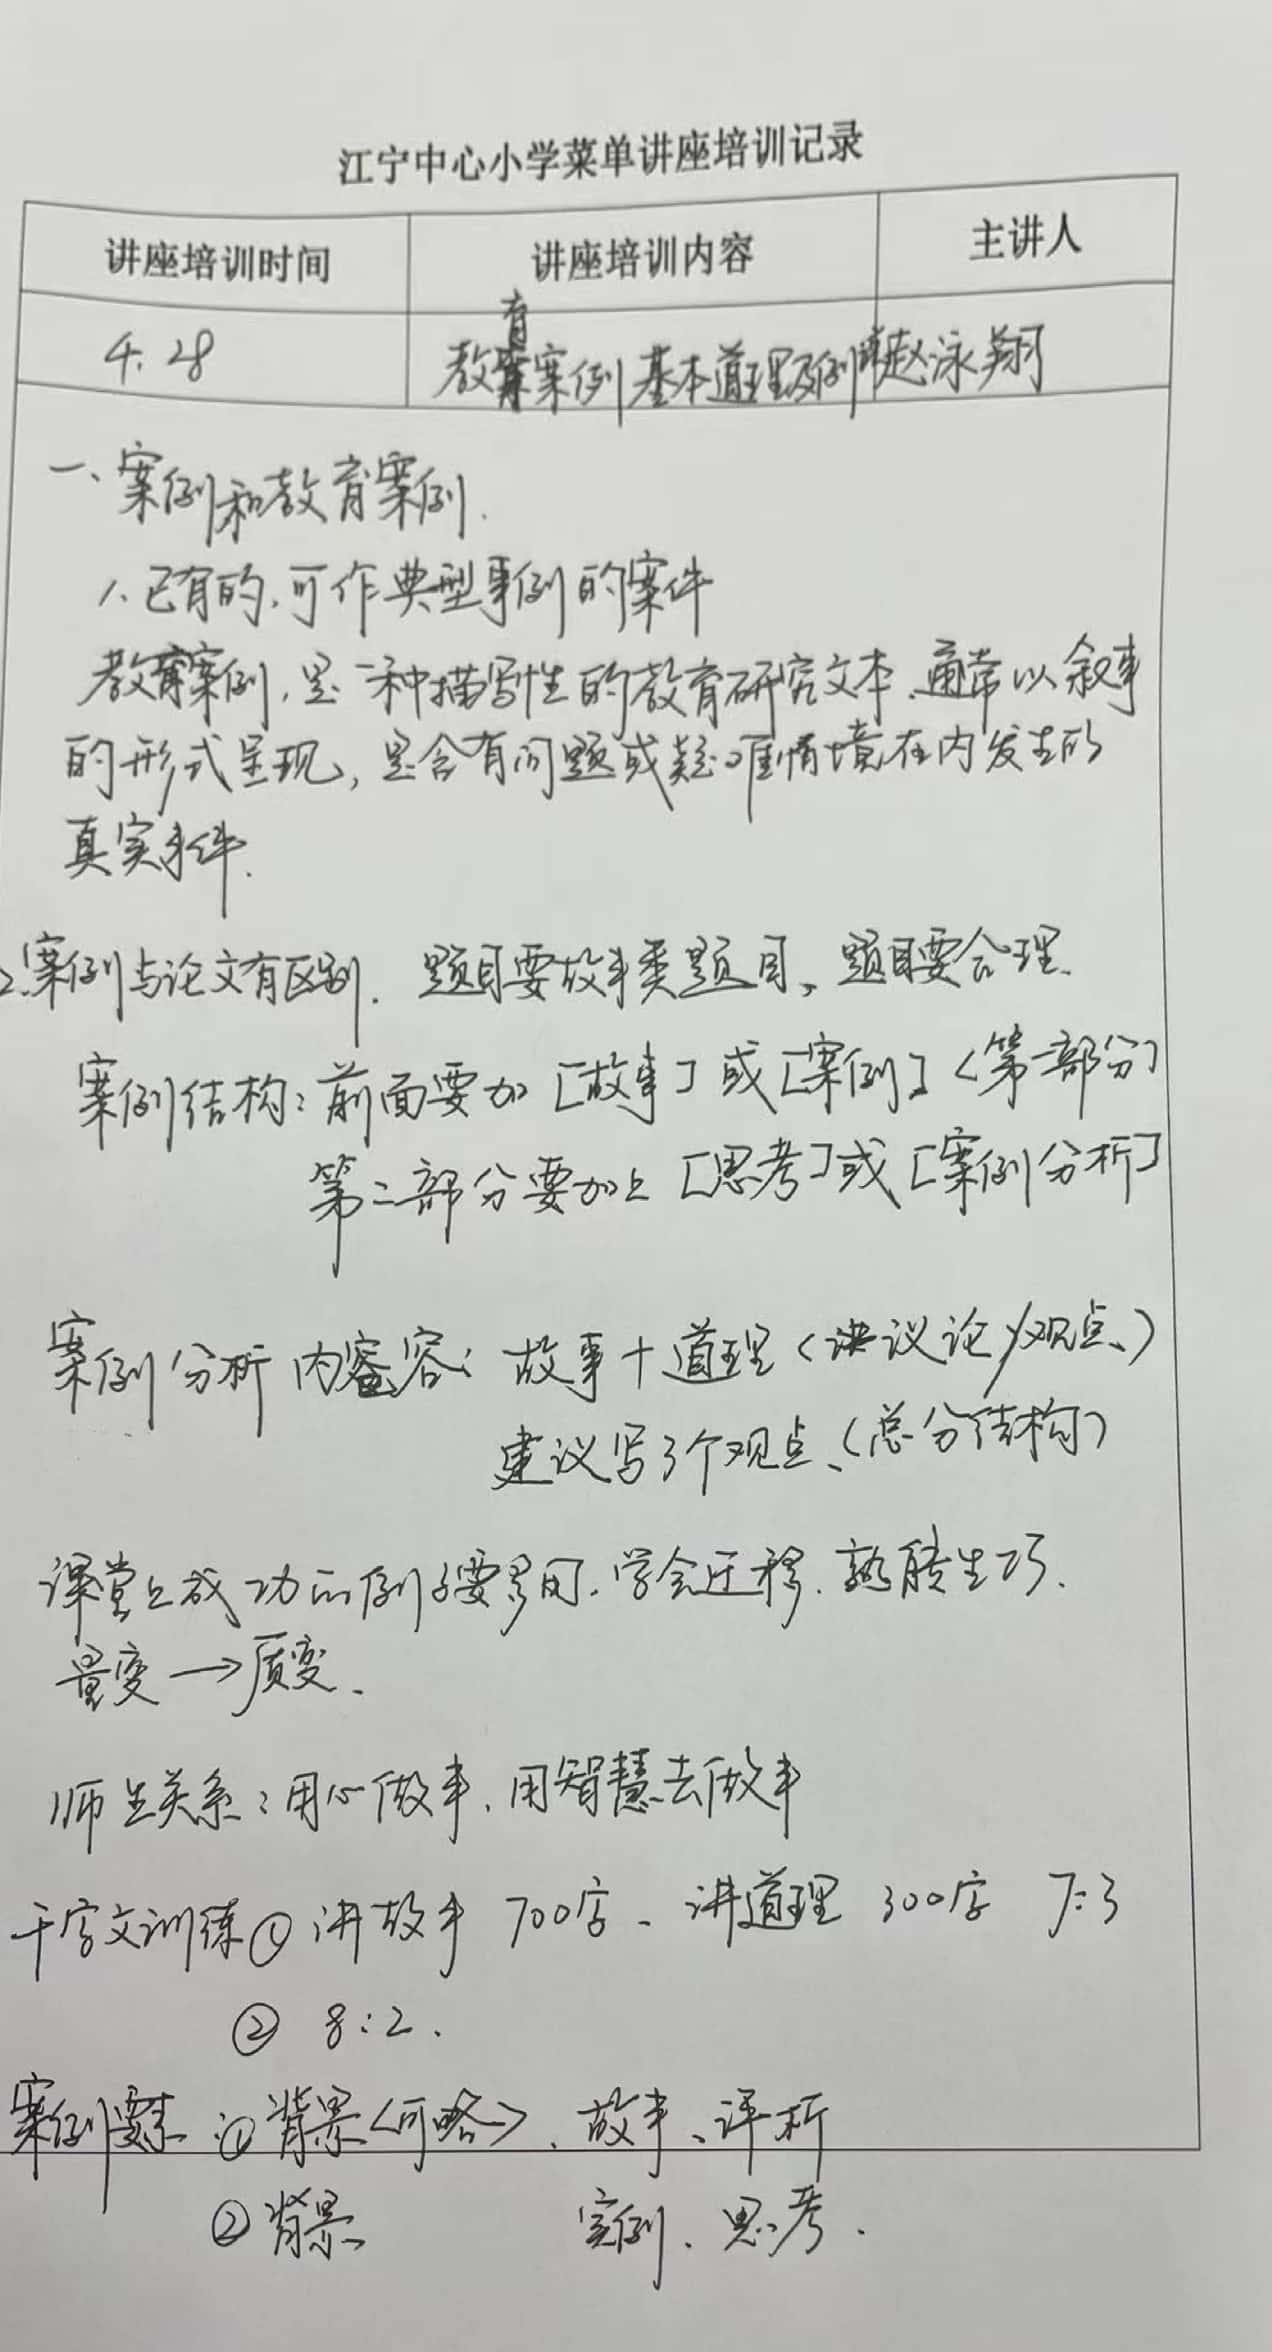 江宁中心小学菜单讲座培训记录
讲座培训时间 讲座培训内容 主讲人
4.28 教育案例基本道理及例 赵泳翔
一、案例和教育案例.
1.已有的,可作典型事例的案件
教育案例,是一种描写性的教育研究文本、通常以叙事
的形式呈现,是含有问题或疑难情境在内发生的
真实事件.
2.案例与论文有区别. 题目要故事类题目、题目要合理.
案例结构:前面要加[故事]或[案例]<第一部分>
第二部分要加上[思考]或[案例分析]
案例分析内容: 故事+道理(讲议论/观点、)
建议写3个观点、(总分结构)
课堂上成功的例子要多用.学会迁移.熟能生巧.
量变→质变、
师生关系:用心做事、用智慧去做事
千字文训练① 讲故事 700字、讲道理 300字 7:3
② 8:2.
案例要素:①背景<可略>、故事、评析
②背景 案例、思考.